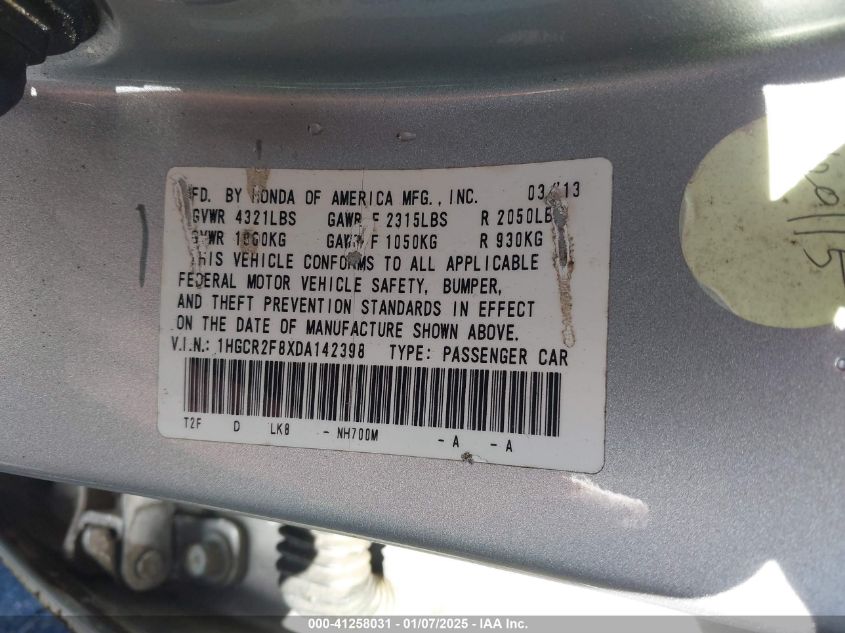 MFD. BY HONDA OF AMERICA MFG., INC. 03/13
GVWR 4321LBS GAWR F 2315LBS R 2050LBS
GVWR 1960KG GAWR F 1050KG R 930KG
THIS VEHICLE CONFORMS TO ALL APPLICABLE
FEDERAL MOTOR VEHICLE SAFETY, BUMPER,
AND THEFT PREVENTION STANDARDS IN EFFECT
ON THE DATE OF MANUFACTURE SHOWN ABOVE.
V.I.N.: 1HGCR2F8XDA142398 TYPE: PASSENGER CAR
T2F D LK8 - NH700M - A - A
000-41258031 - 01/07/2025 - IAA Inc.